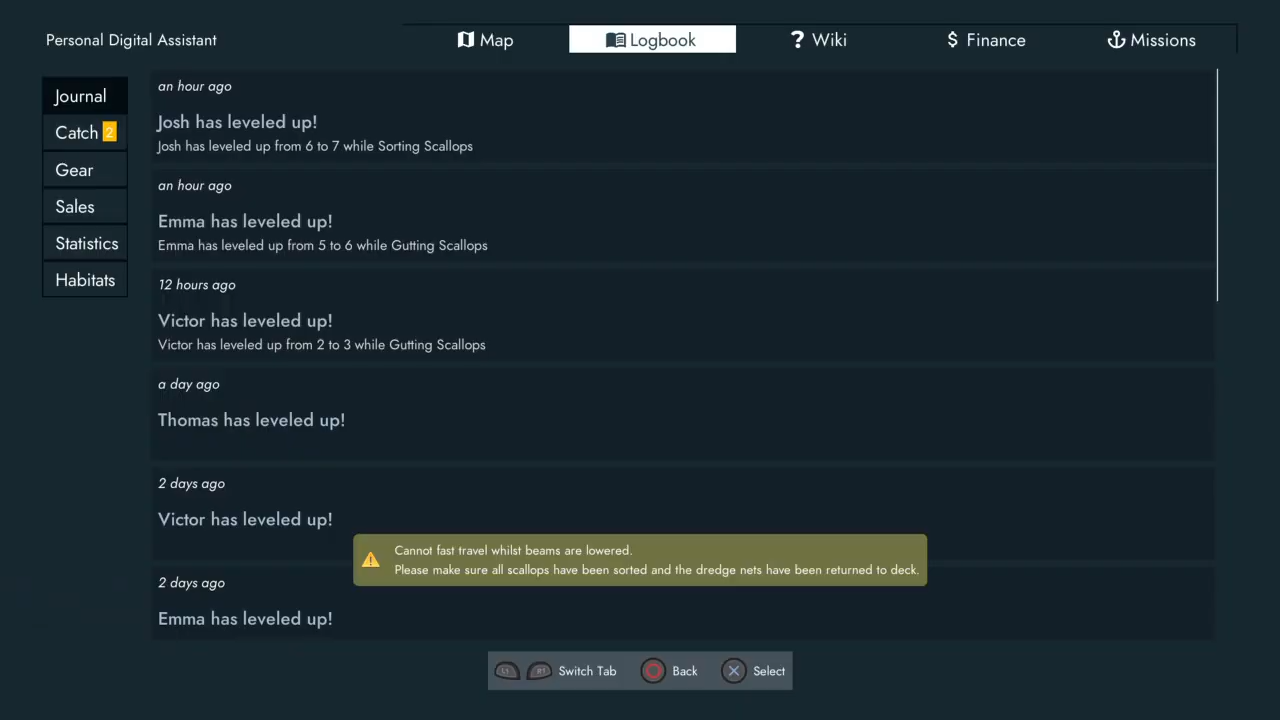 Personal Digital Assistant
Map
Logbook
? Wiki
$ Finance
Missions
Journal
Catch 2
Gear
Sales
Statistics
Habitats
an hour ago
Josh has leveled up!
Josh has leveled up from 6 to 7 while Sorting Scallops
an hour ago
Emma has leveled up!
Emma has leveled up from 5 to 6 while Gutting Scallops
12 hours ago
Victor has leveled up!
Victor has leveled up from 2 to 3 while Gutting Scallops
a day ago
Thomas has leveled up!
2 days ago
Victor has leveled up!
Cannot fast travel whilst beams are lowered.
Please make sure all scallops have been sorted and the dredge nets have been returned to deck.
2 days ago
Emma has leveled up!
L1 R1 Switch Tab Back Select